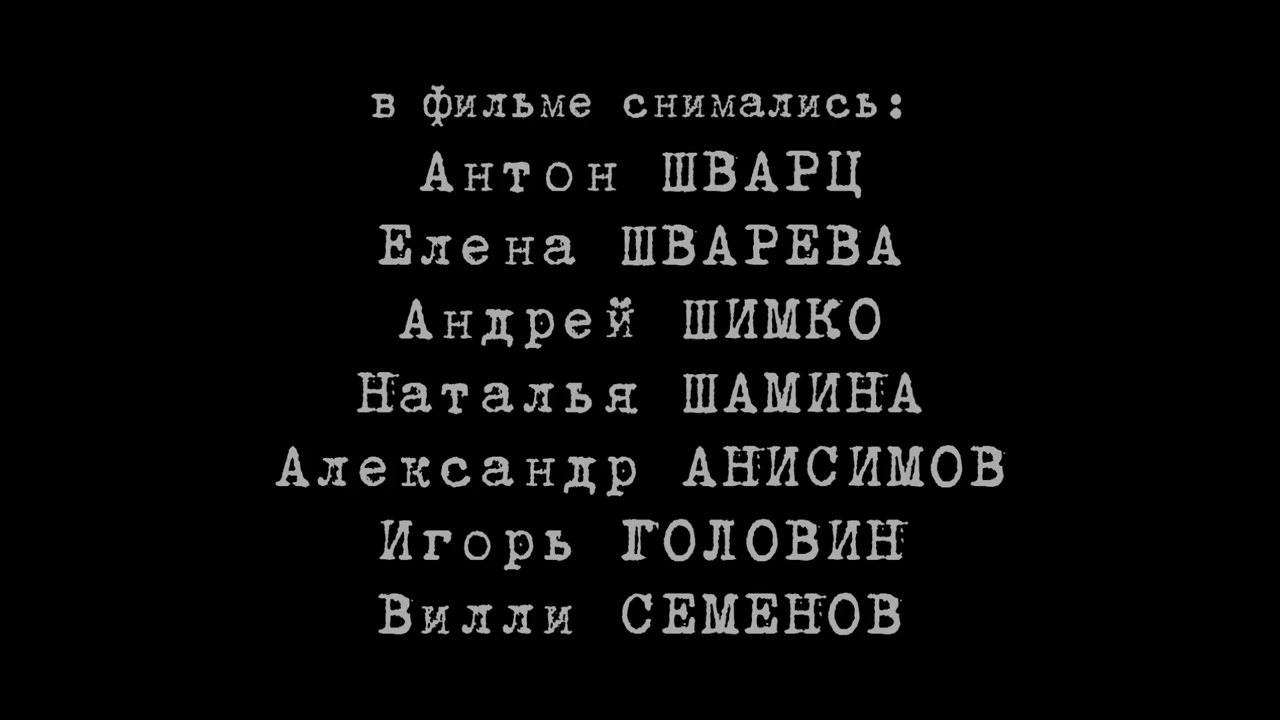 в фильме снимались:
Антон ШВАРЦ
Елена ШВАРЕВА
Андрей ШИМКО
Наталья ШАМИНА
Александр АНИСИМОВ
Игорь ГОЛОВИН
Вилли СЕМЕНОВ